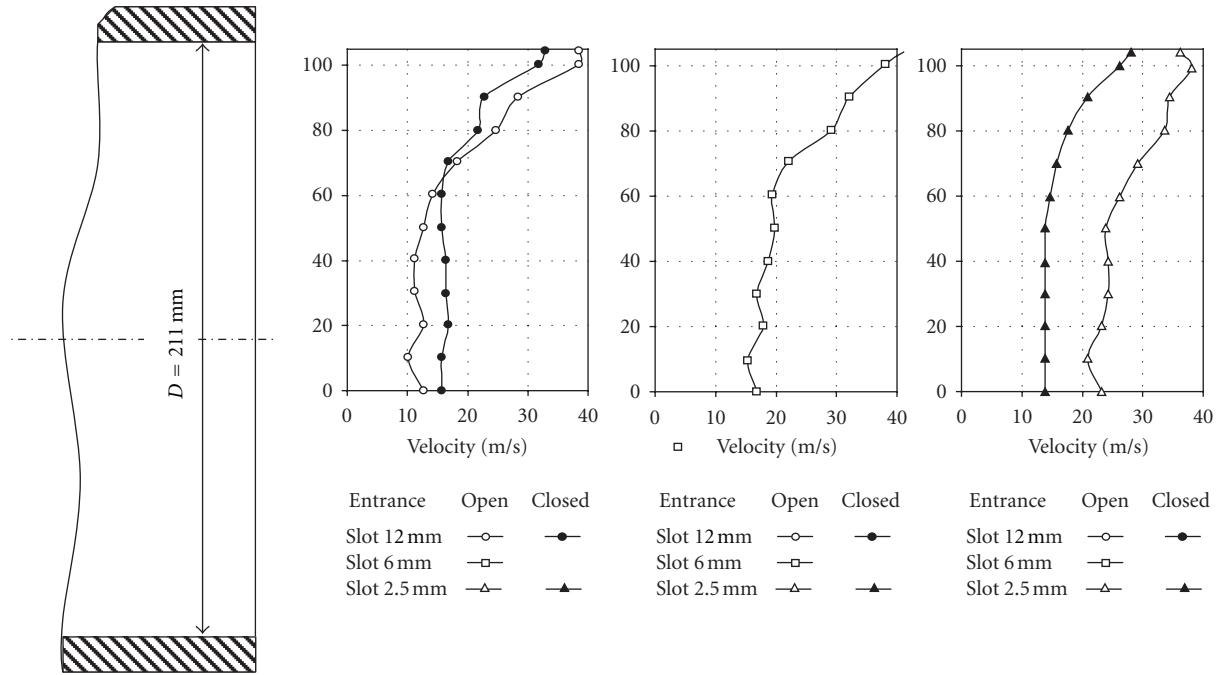 D = 211 mm
100
80
60
40
20
0
0 10 20 30 40
Velocity (m/s)
Entrance Open Closed
Slot 12 mm
Slot 6 mm
Slot 2.5 mm
100
80
60
40
20
0
0 10 20 30 40
Velocity (m/s)
Entrance Open Closed
Slot 12 mm
Slot 6 mm
Slot 2.5 mm
100
80
60
40
20
0
0 10 20 30 40
Velocity (m/s)
Entrance Open Closed
Slot 12 mm
Slot 6 mm
Slot 2.5 mm